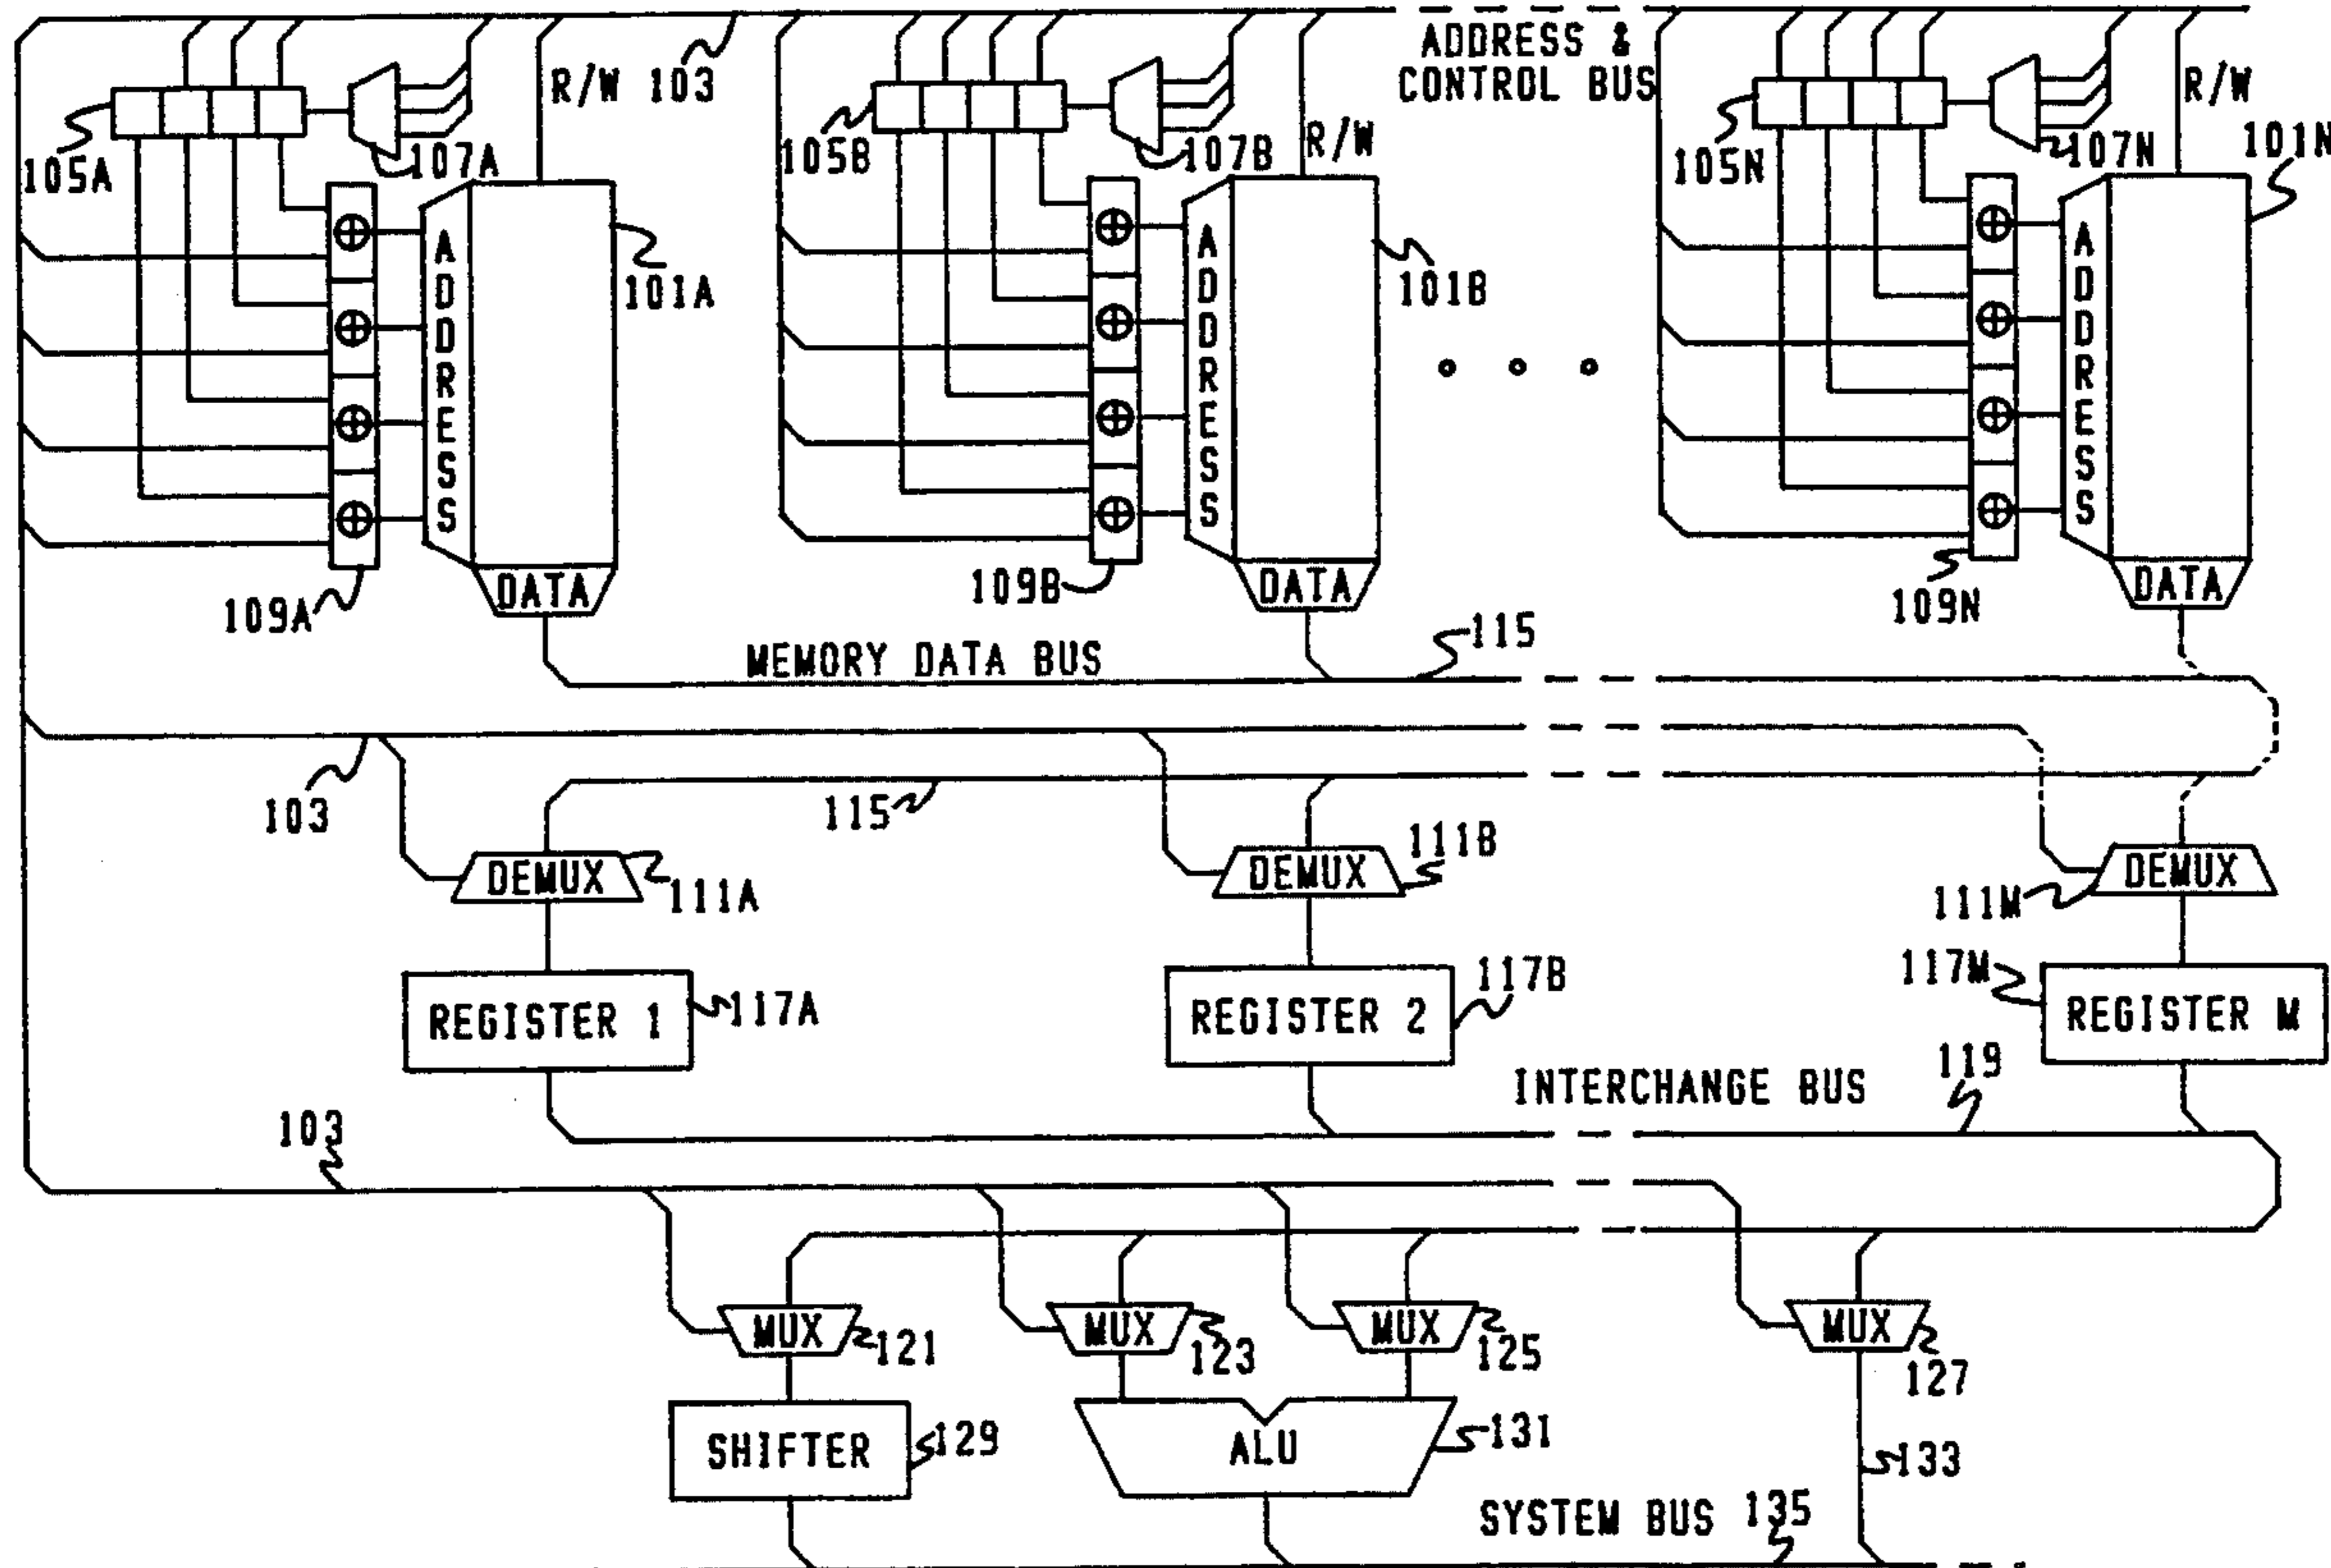 ADDRESS &
CONTROL BUS
R/W 103
R/W
R/W
105A
107A
105B
107B
105N
107N
101N
ADDRESS
101A
ADDRESS
101B
ADDRESS
109A
DATA
109B
DATA
109N
DATA
MEMORY DATA BUS
115
103
115
DEMUX
111A
DEMUX
111B
DEMUX
111M
REGISTER 1
117A
REGISTER 2
117B
REGISTER M
117M
INTERCHANGE BUS
119
103
MUX
121
MUX
123
MUX
125
MUX
127
SHIFTER
129
ALU
131
133
SYSTEM BUS 135